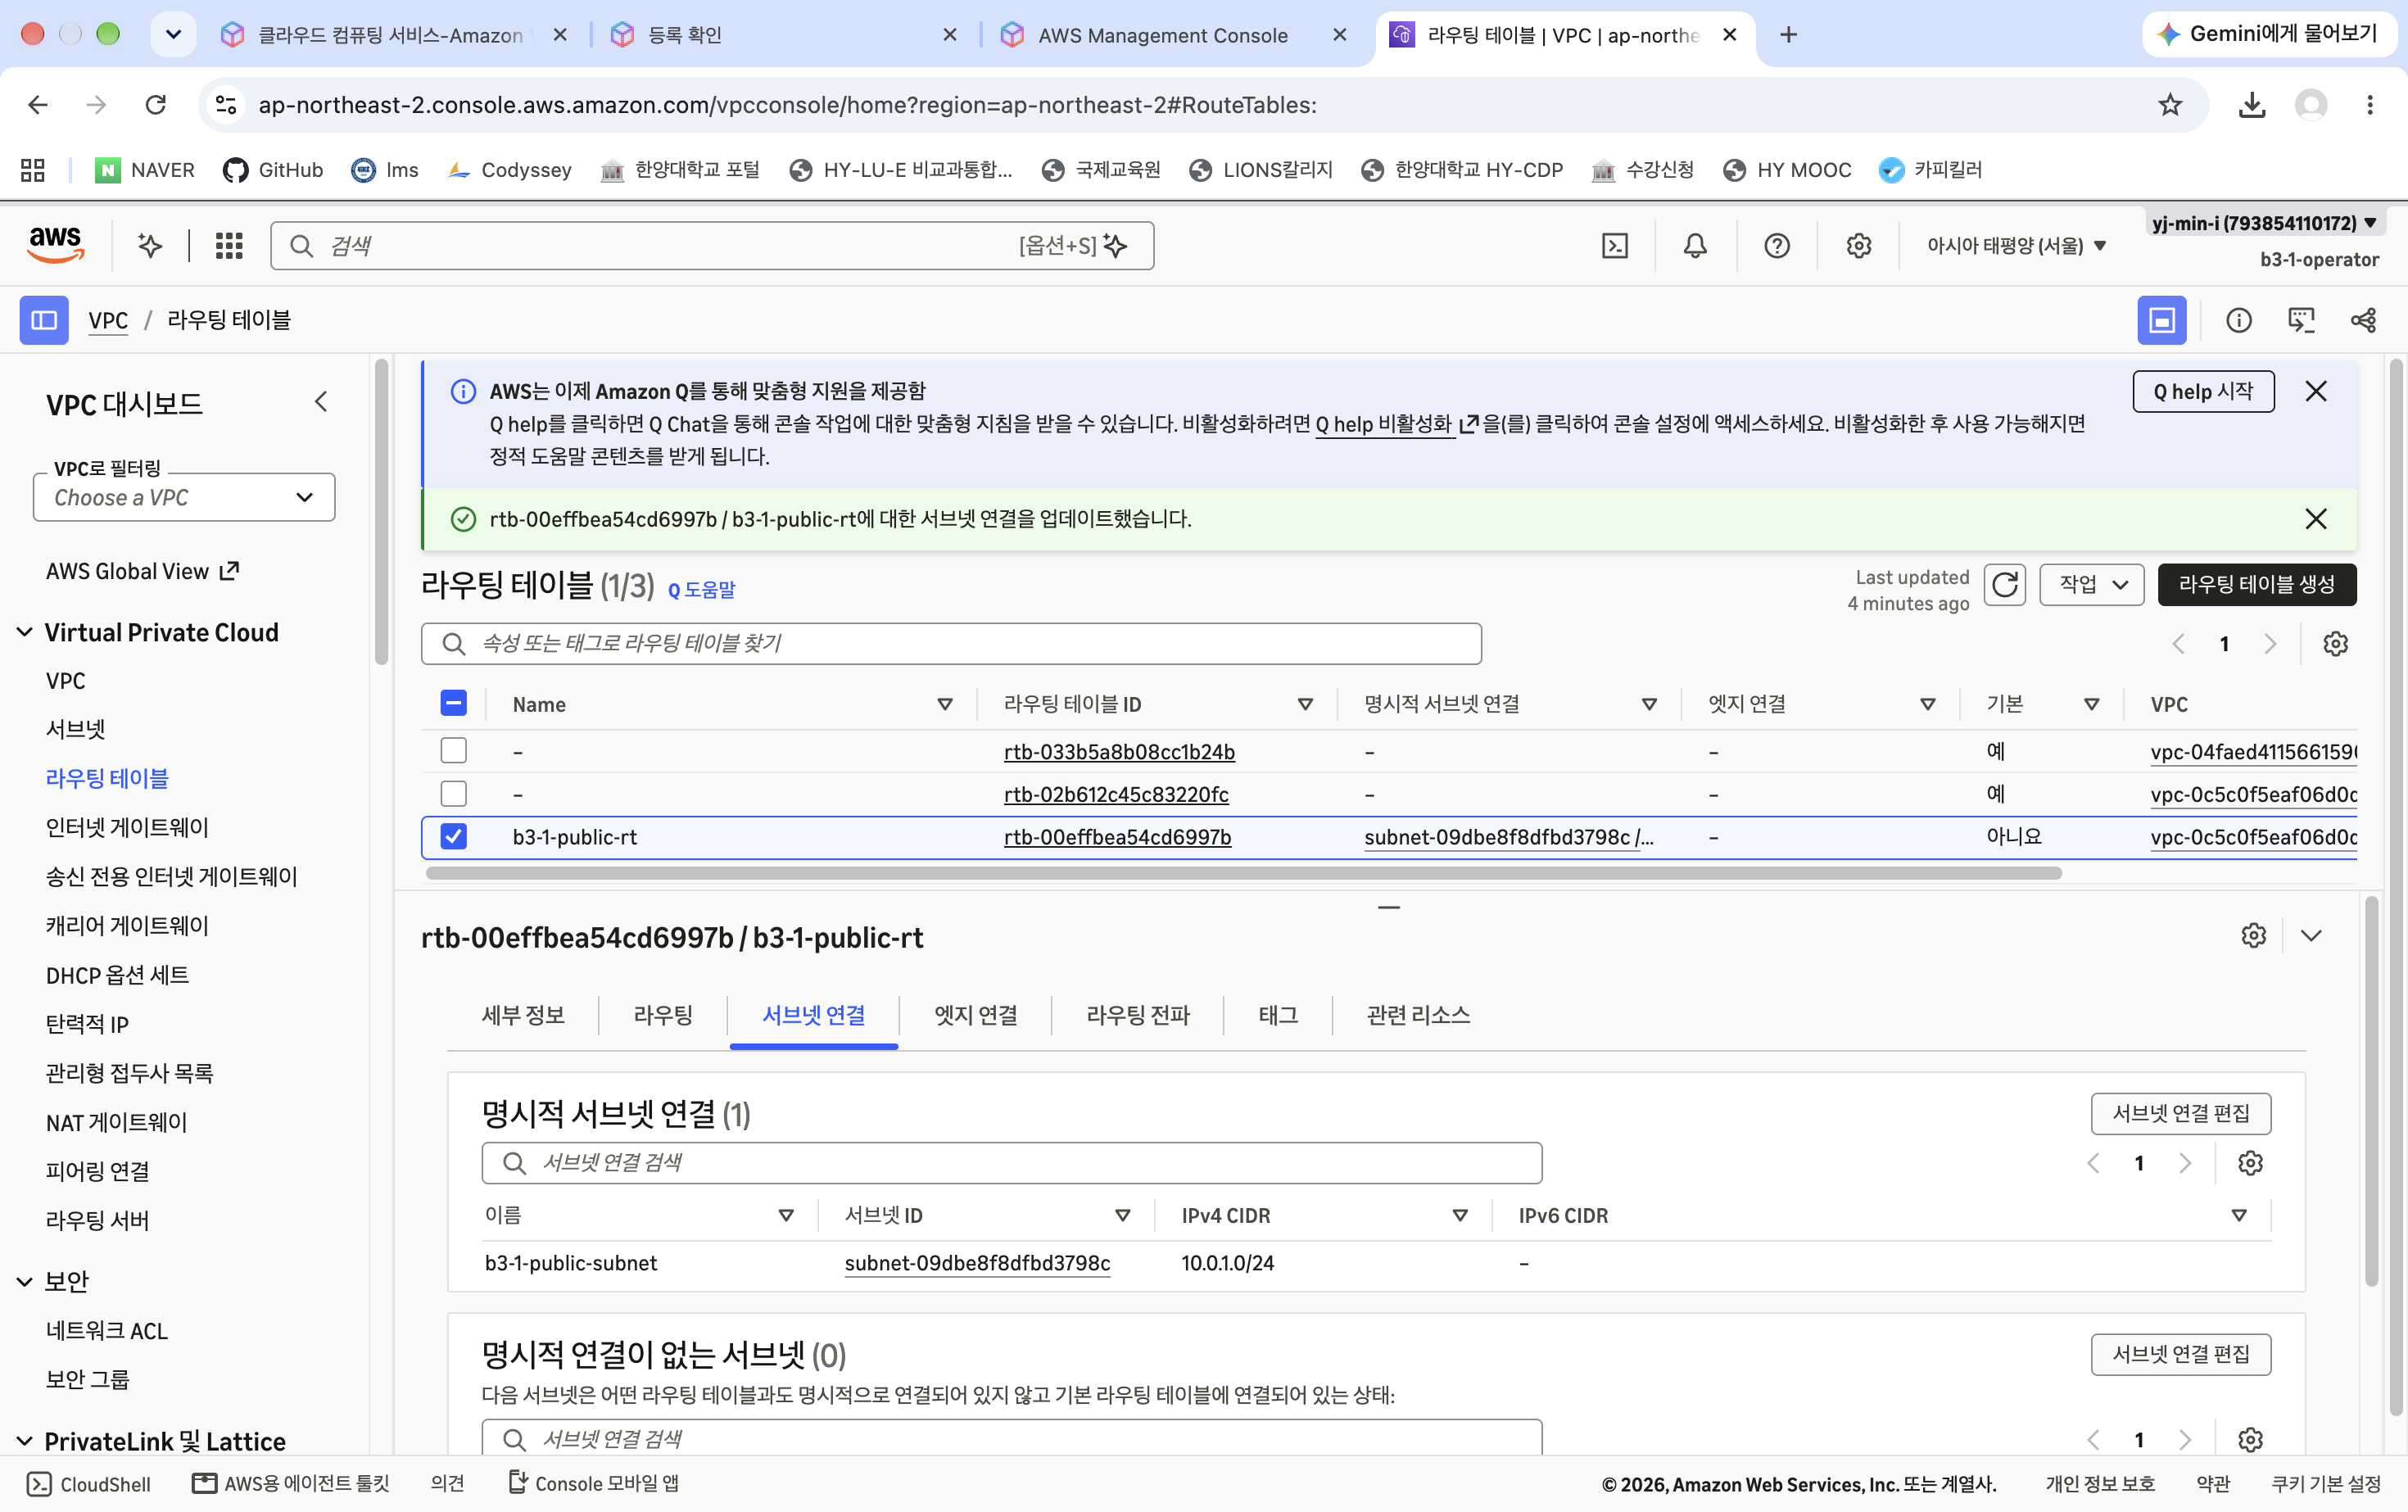 클라우드 컴퓨팅 서비스-Amazon
등록 확인
AWS Management Console
라우팅 테이블 | VPC | ap-northe
Gemini에게 물어보기
ap-northeast-2.console.aws.amazon.com/vpcconsole/home?region=ap-northeast-2#RouteTables:
NAVER
GitHub
lms
Codyssey
한양대학교 포털
HY-LU-E 비교과통합...
국제교육원
LIONS칼리지
한양대학교 HY-CDP
수강신청
HY MOOC
카피킬러
aws
검색
[옵션+S]
아시아 태평양 (서울)
yj-min-i (793854110172)
b3-1-operator
VPC / 라우팅 테이블
VPC 대시보드
VPC로 필터링
Choose a VPC
AWS Global View
Virtual Private Cloud
VPC
서브넷
라우팅 테이블
인터넷 게이트웨이
송신 전용 인터넷 게이트웨이
캐리어 게이트웨이
DHCP 옵션 세트
탄력적 IP
관리형 접두사 목록
NAT 게이트웨이
피어링 연결
라우팅 서버
보안
네트워크 ACL
보안 그룹
PrivateLink 및 Lattice
AWS는 이제 Amazon Q를 통해 맞춤형 지원을 제공함
Q help를 클릭하면 Q Chat을 통해 콘솔 작업에 대한 맞춤형 지침을 받을 수 있습니다. 비활성화하려면 Q help 비활성화 을(를) 클릭하여 콘솔 설정에 액세스하세요. 비활성화한 후 사용 가능해지면
정적 도움말 콘텐츠를 받게 됩니다.
Q help 시작
rtb-00effbea54cd6997b / b3-1-public-rt에 대한 서브넷 연결을 업데이트했습니다.
라우팅 테이블 (1/3) Q 도움말
Last updated
4 minutes ago
작업
라우팅 테이블 생성
속성 또는 태그로 라우팅 테이블 찾기
1
Name 라우팅 테이블 ID 명시적 서브넷 연결 엣지 연결 기본 VPC
– rtb-033b5a8b08cc1b24b – – 예 vpc-04faed411566159
– rtb-02b612c45c83220fc – – 예 vpc-0c5c0f5eaf06d0
b3-1-public-rt rtb-00effbea54cd6997b subnet-09dbe8f8dfbd3798c /... – 아니요 vpc-0c5c0f5eaf06d0
rtb-00effbea54cd6997b / b3-1-public-rt
세부 정보
라우팅
서브넷 연결
엣지 연결
라우팅 전파
태그
관련 리소스
명시적 서브넷 연결 (1)
서브넷 연결 편집
서브넷 연결 검색
1
이름 서브넷 ID IPv4 CIDR IPv6 CIDR
b3-1-public-subnet subnet-09dbe8f8dfbd3798c 10.0.1.0/24 –
명시적 연결이 없는 서브넷 (0)
서브넷 연결 편집
다음 서브넷은 어떤 라우팅 테이블과도 명시적으로 연결되어 있지 않고 기본 라우팅 테이블에 연결되어 있는 상태:
서브넷 연결 검색
1
CloudShell
AWS용 에이전트 툴킷
의견
Console 모바일 앱
© 2026, Amazon Web Services, Inc. 또는 계열사.
개인 정보 보호
약관
쿠키 기본 설정